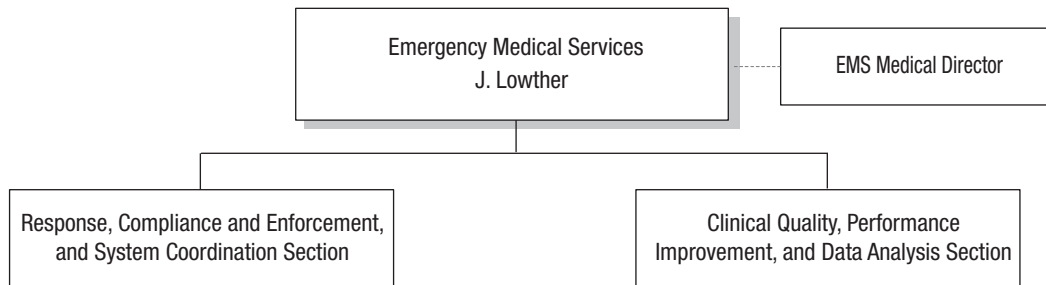 Emergency Medical Services
J. Lowther
EMS Medical Director
Response, Compliance and Enforcement,
and System Coordination Section
Clinical Quality, Performance
Improvement, and Data Analysis Section